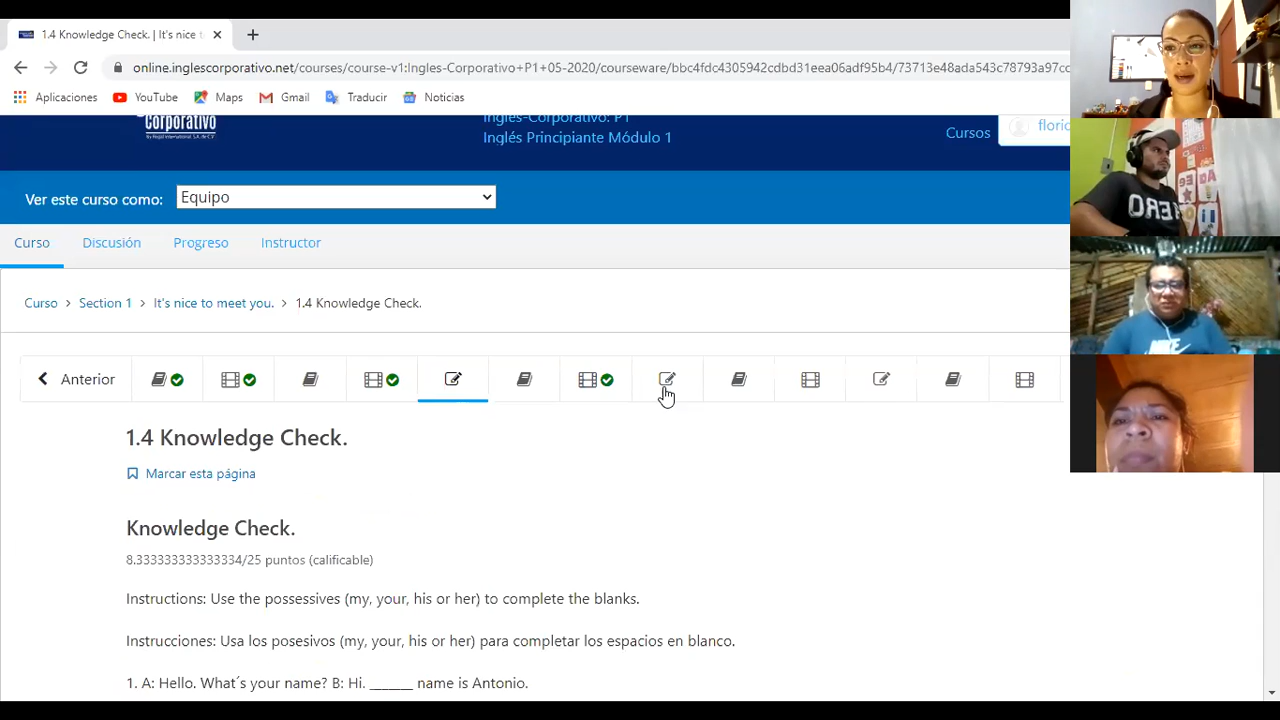 1.4 Knowledge Check. | It's nice t
online.inglescorporativo.net/courses/course-v1:Ingles-Corporativo+P1+05-2020/courseware/bbc4fdc4305942cdbd31eea06adf95b4/73713e48ada543c78793a97cc
Aplicaciones YouTube Maps Gmail Traducir Noticias
Corporativo
Ingles-Corporativo: P1
Inglés Principiante Módulo 1
Cursos
floric
Ver este curso como: Equipo
Curso Discusión Progreso Instructor
Curso > Section 1 > It's nice to meet you. > 1.4 Knowledge Check.
Anterior
1.4 Knowledge Check.
Marcar esta página
Knowledge Check.
8.333333333333334/25 puntos (calificable)
Instructions: Use the possessives (my, your, his or her) to complete the blanks.
Instrucciones: Usa los posesivos (my, your, his or her) para completar los espacios en blanco.
1. A: Hello. What´s your name? B: Hi. _______ name is Antonio.